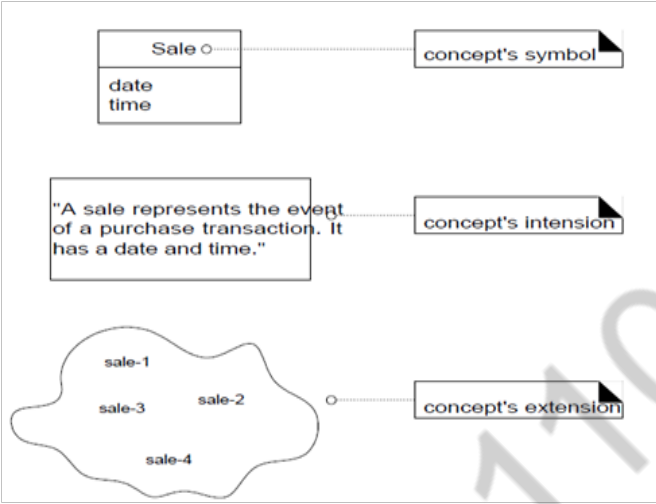 Sale
concept's symbol
date
time
"A sale represents the event
of a purchase transaction. It
has a date and time."
concept's intension
sale-1
sale-2
sale-3
sale-4
concept's extension
110